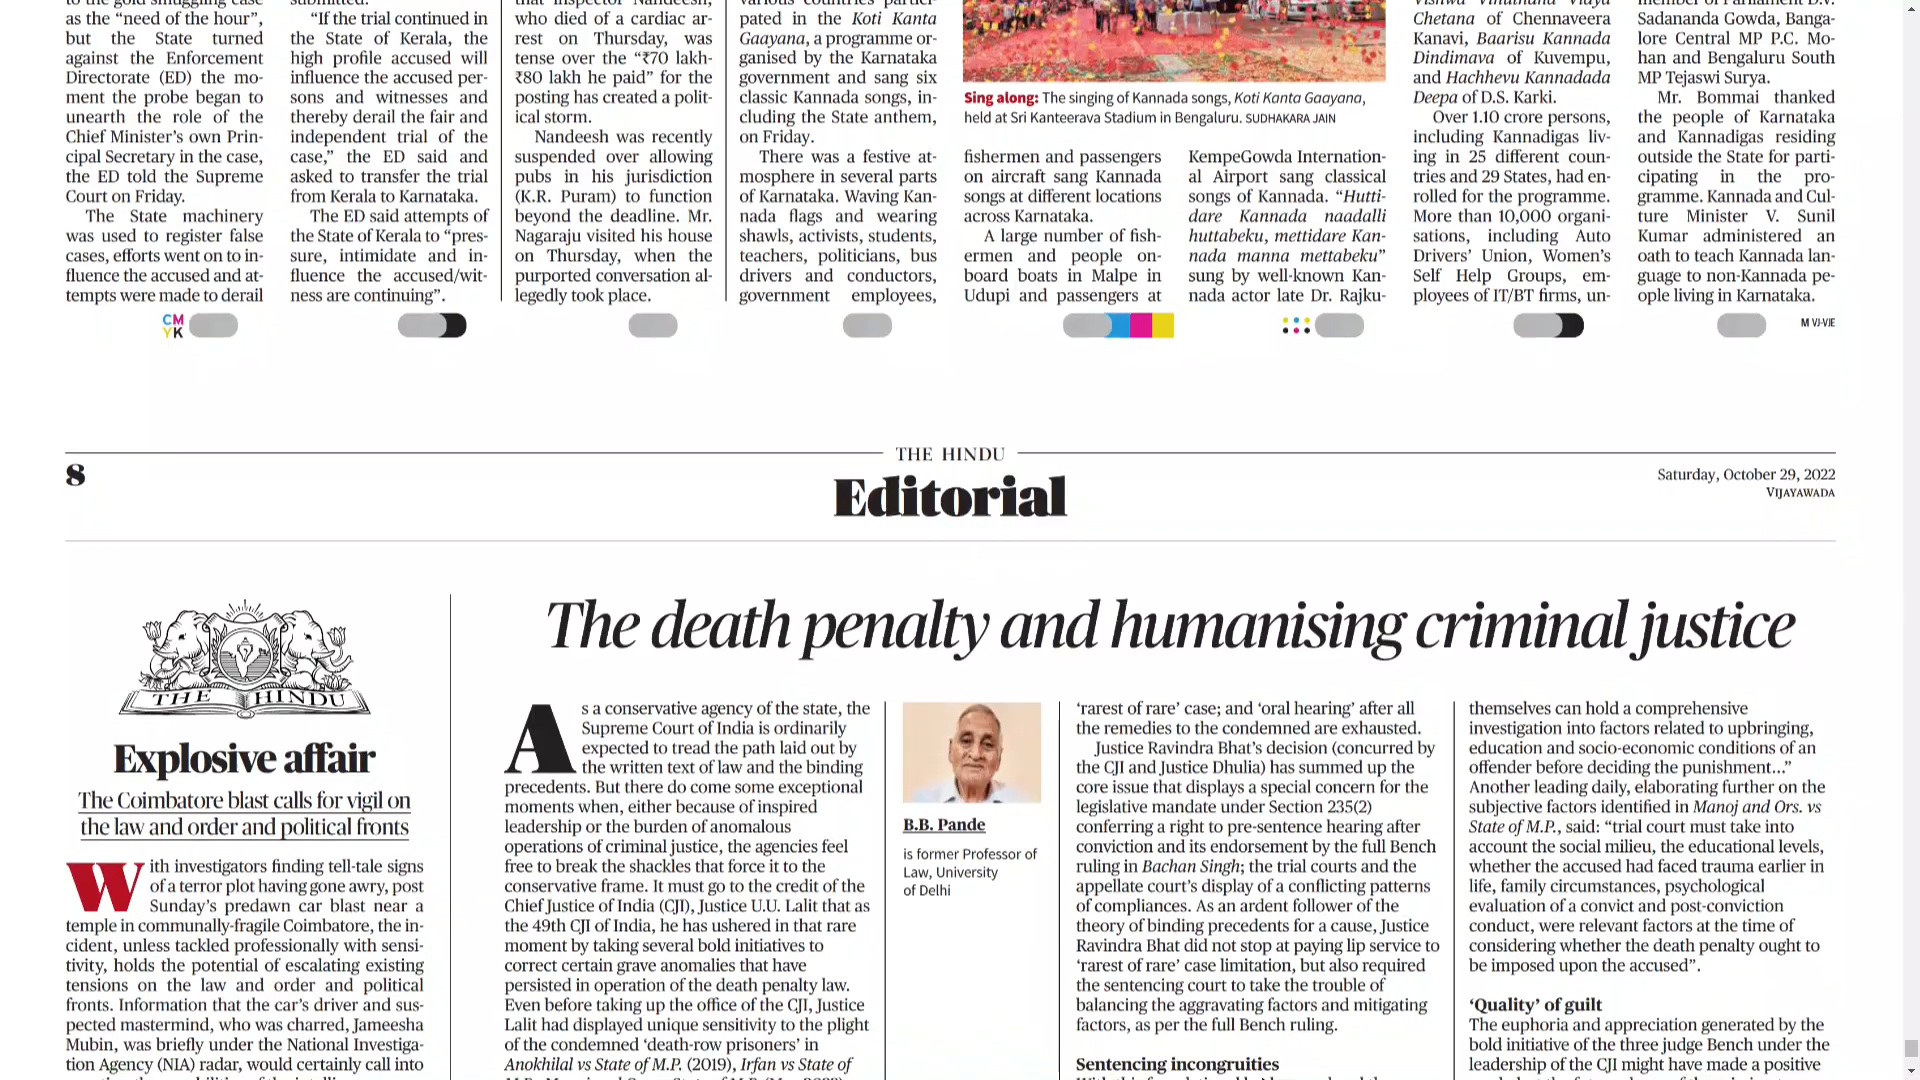 as the “need of the hour”,
but the State turned
against the Enforcement
Directorate (ED) the mo-
ment the probe began to
unearth the role of the
Chief Minister’s own Prin-
cipal Secretary in the case,
the ED told the Supreme
Court on Friday.
The State machinery
was used to register false
cases, efforts went on to in-
fluence the accused and at-
tempts were made to derail
“If the trial continued in
the State of Kerala, the
high profile accused will
influence the accused per-
sons and witnesses and
thereby derail the fair and
independent trial of the
case,” the ED said and
asked to transfer the trial
from Kerala to Karnataka.
The ED said attempts of
the State of Kerala to “pres-
sure, intimidate and in-
fluence the accused/wit-
ness are continuing”.
that Inspector Nandeesh,
who died of a cardiac ar-
rest on Thursday, was
tense over the “₹70 lakh-
₹80 lakh he paid” for the
posting has created a polit-
ical storm.
Nandeesh was recently
suspended over allowing
pubs in his jurisdiction
(K.R. Puram) to function
beyond the deadline. Mr.
Nagaraju visited his house
on Thursday, when the
purported conversation al-
legedly took place.
various countries partici-
pated in the Koti Kanta
Gaayana, a programme or-
ganised by the Karnataka
government and sang six
classic Kannada songs, in-
cluding the State anthem,
on Friday.
There was a festive at-
mosphere in several parts
of Karnataka. Waving Kan-
nada flags and wearing
shawls, activists, students,
teachers, politicians, bus
drivers and conductors,
government employees,
Sing along: The singing of Kannada songs, Koti Kanta Gaayana,
held at Sri Kanteerava Stadium in Bengaluru. SUDHAKARA JAIN
fishermen and passengers
on aircraft sang Kannada
songs at different locations
across Karnataka.
A large number of fish-
ermen and people on-
board boats in Malpe in
Udupi and passengers at
KempeGowda Internation-
al Airport sang classical
songs of Kannada. “Hutti-
dare Kannada naadalli
huttabeku, mettidare Kan-
nada manna mettabeku”
sung by well-known Kan-
nada actor late Dr. Rajku-
Chetana of Chennaveera
Kanavi, Baarisu Kannada
Dindimava of Kuvempu,
and Hachhevu Kannadada
Deepa of D.S. Karki.
Over 1.10 crore persons,
including Kannadigas liv-
ing in 25 different coun-
tries and 29 States, had en-
rolled for the programme.
More than 10,000 organi-
sations, including Auto
Drivers’ Union, Women’s
Self Help Groups, em-
ployees of IT/BT firms, un-
member of Parliament D.V.
Sadananda Gowda, Banga-
lore Central MP P.C. Mo-
han and Bengaluru South
MP Tejaswi Surya.
Mr. Bommai thanked
the people of Karnataka
and Kannadigas residing
outside the State for parti-
cipating in the pro-
gramme. Kannada and Cul-
ture Minister V. Sunil
Kumar administered an
oath to teach Kannada lan-
guage to non-Kannada pe-
ople living in Karnataka.
CM
YK
M VJ-VJE
THE HINDU
8
Editorial
Saturday, October 29, 2022
VIJAYAWADA
THE HINDU
Explosive affair
The Coimbatore blast calls for vigil on
the law and order and political fronts
With investigators finding tell-tale signs
of a terror plot having gone awry, post
Sunday’s predawn car blast near a
temple in communally-fragile Coimbatore, the in-
cident, unless tackled professionally with sensi-
tivity, holds the potential of escalating existing
tensions on the law and order and political
fronts. Information that the car’s driver and sus-
pected mastermind, who was charred, Jameesha
Mubin, was briefly under the National Investiga-
tion Agency (NIA) radar, would certainly call into
The death penalty and humanising criminal justice
As a conservative agency of the state, the
Supreme Court of India is ordinarily
expected to tread the path laid out by
the written text of law and the binding
precedents. But there do come some exceptional
moments when, either because of inspired
leadership or the burden of anomalous
operations of criminal justice, the agencies feel
free to break the shackles that force it to the
conservative frame. It must go to the credit of the
Chief Justice of India (CJI), Justice U.U. Lalit that as
the 49th CJI of India, he has ushered in that rare
moment by taking several bold initiatives to
correct certain grave anomalies that have
persisted in operation of the death penalty law.
Even before taking up the office of the CJI, Justice
Lalit had displayed unique sensitivity to the plight
of the condemned ‘death-row prisoners’ in
Anokhilal vs State of M.P. (2019), Irfan vs State of
B.B. Pande
is former Professor of
Law, University
of Delhi
‘rarest of rare’ case; and ‘oral hearing’ after all
the remedies to the condemned are exhausted.
Justice Ravindra Bhat’s decision (concurred by
the CJI and Justice Dhulia) has summed up the
core issue that displays a special concern for the
legislative mandate under Section 235(2)
conferring a right to pre-sentence hearing after
conviction and its endorsement by the full Bench
ruling in Bachan Singh; the trial courts and the
appellate court’s display of a conflicting patterns
of compliances. As an ardent follower of the
theory of binding precedents for a cause, Justice
Ravindra Bhat did not stop at paying lip service to
‘rarest of rare’ case limitation, but also required
the sentencing court to take the trouble of
balancing the aggravating factors and mitigating
factors, as per the full Bench ruling.
Sentencing incongruities
themselves can hold a comprehensive
investigation into factors related to upbringing,
education and socio-economic conditions of an
offender before deciding the punishment...”
Another leading daily, elaborating further on the
subjective factors identified in Manoj and Ors. vs
State of M.P., said: “trial court must take into
account the social milieu, the educational levels,
whether the accused had faced trauma earlier in
life, family circumstances, psychological
evaluation of a convict and post-conviction
conduct, were relevant factors at the time of
considering whether the death penalty ought to
be imposed upon the accused”.
‘Quality’ of guilt
The euphoria and appreciation generated by the
bold initiative of the three judge Bench under the
leadership of the CJI might have made a positive